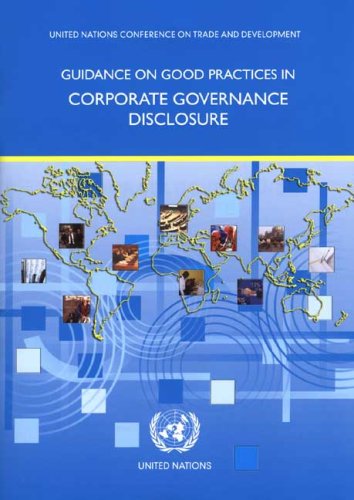 UNITED NATIONS CONFERENCE ON TRADE AND DEVELOPMENT
GUIDANCE ON GOOD PRACTICES IN
CORPORATE GOVERNANCE
DISCLOSURE
UNITED NATIONS